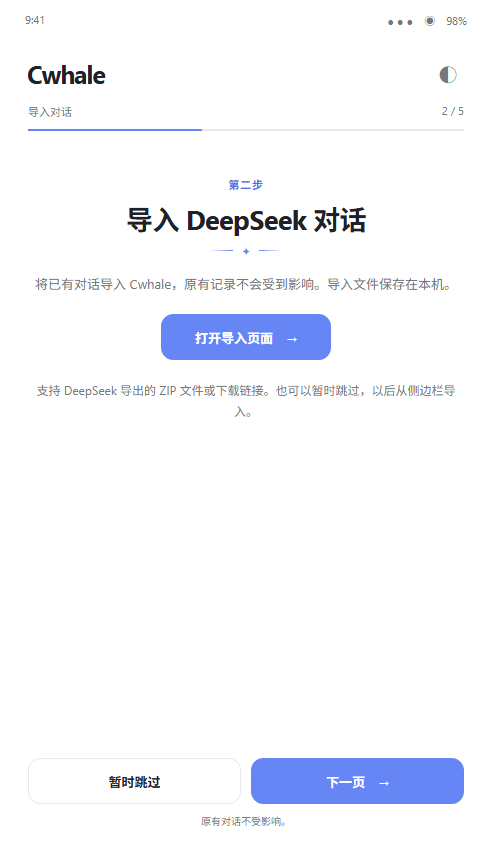 9:41
98%
Cwhale
导入对话
2 / 5
第二步
导入 DeepSeek 对话
将已有对话导入 Cwhale，原有记录不会受到影响。导入文件保存在本机。
打开导入页面 →
支持 DeepSeek 导出的 ZIP 文件或下载链接。也可以暂时跳过，以后从侧边栏导
入。
暂时跳过
下一页 →
原有对话不受影响。